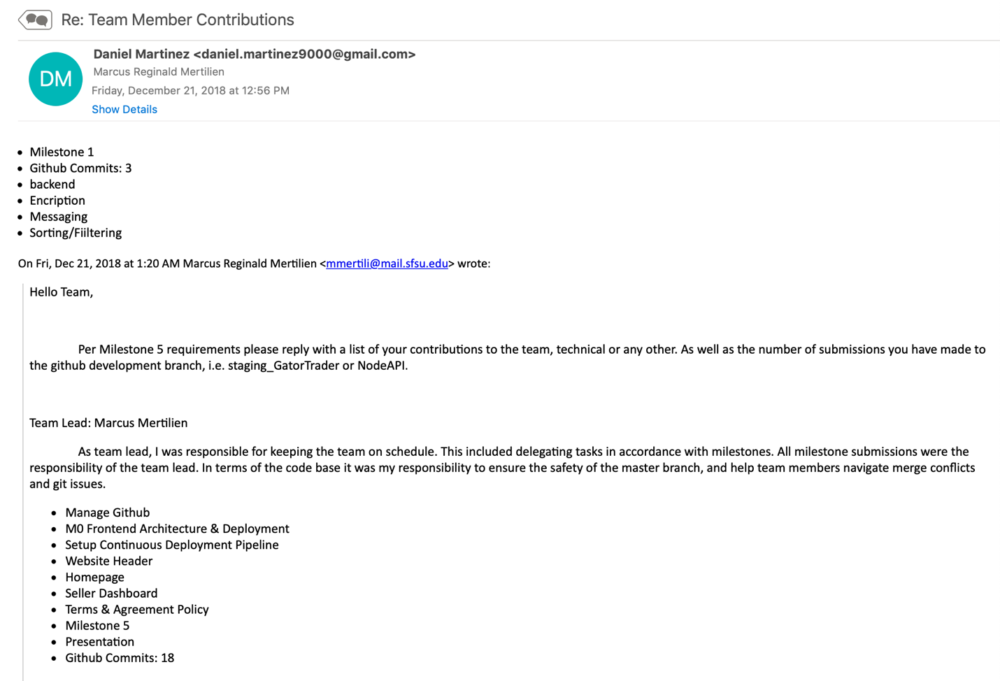 Re: Team Member Contributions
DM
Daniel Martinez <daniel.martinez9000@gmail.com>
Marcus Reginald Mertilien
Friday, December 21, 2018 at 12:56 PM
Show Details
• Milestone 1
• Github Commits: 3
• backend
• Encription
• Messaging
• Sorting/Fiiltering
On Fri, Dec 21, 2018 at 1:20 AM Marcus Reginald Mertilien <mmertili@mail.sfsu.edu> wrote:
Hello Team,
Per Milestone 5 requirements please reply with a list of your contributions to the team, technical or any other. As well as the number of submissions you have made to
the github development branch, i.e. staging_GatorTrader or NodeAPI.
Team Lead: Marcus Mertilien
As team lead, I was responsible for keeping the team on schedule. This included delegating tasks in accordance with milestones. All milestone submissions were the
responsibility of the team lead. In terms of the code base it was my responsibility to ensure the safety of the master branch, and help team members navigate merge conflicts
and git issues.
• Manage Github
• M0 Frontend Architecture & Deployment
• Setup Continuous Deployment Pipeline
• Website Header
• Homepage
• Seller Dashboard
• Terms & Agreement Policy
• Milestone 5
• Presentation
• Github Commits: 18